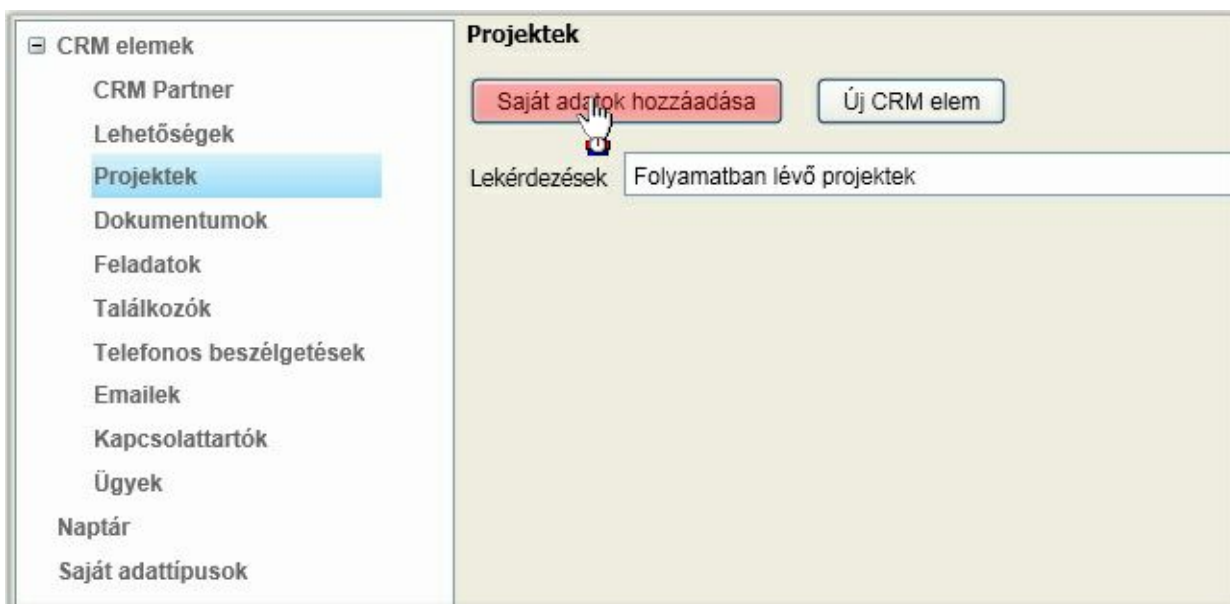 CRM elemek
CRM Partner
Lehetőségek
Projektek
Dokumentumok
Feladatok
Találkozók
Telefonos beszélgetések
Emailek
Kapcsolattartók
Ügyek
Naptár
Saját adattípusok
Projektek
Saját adatok hozzáadása
Új CRM elem
Lekérdezések
Folyamatban lévő projektek